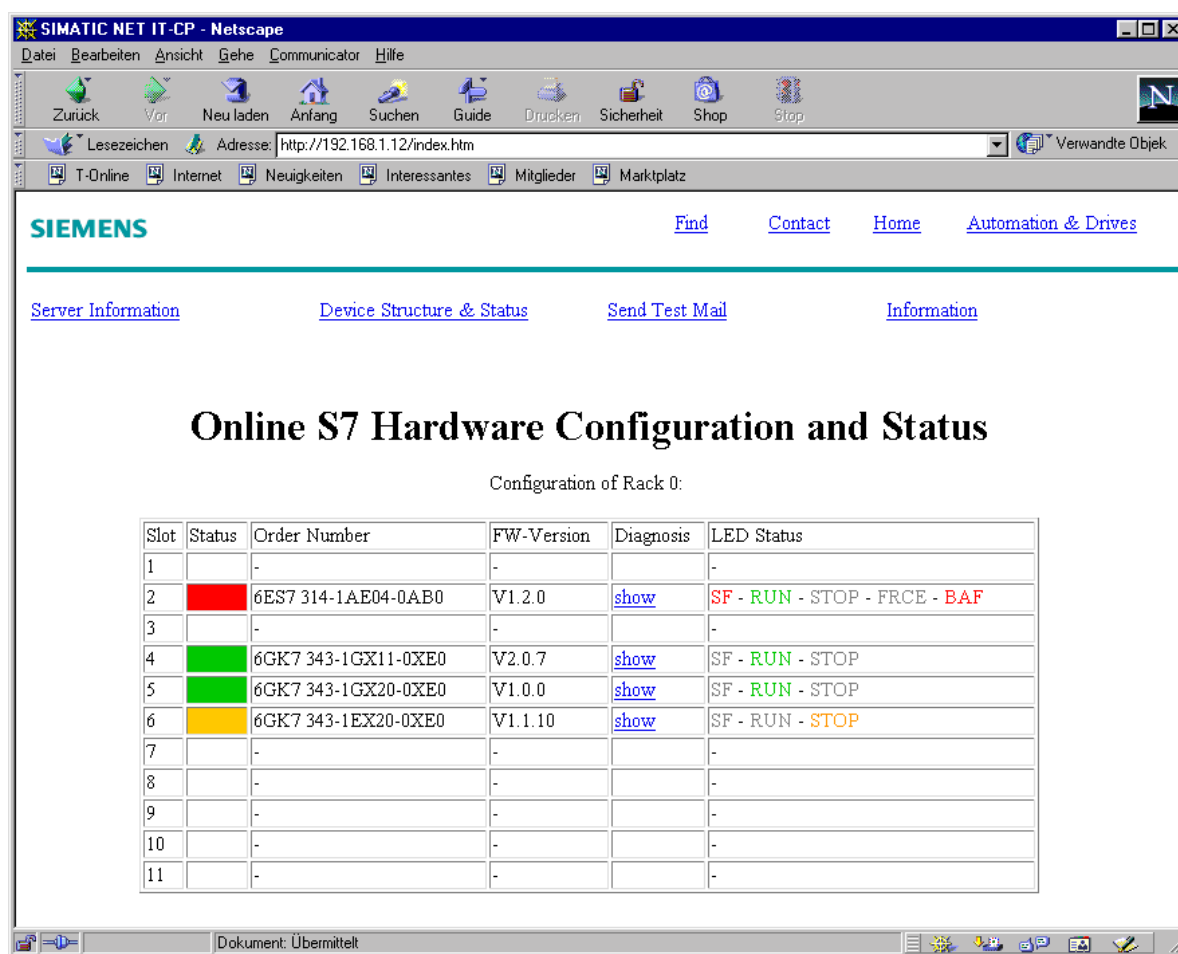 SIMATIC NET IT-CP - Netscape
Datei Bearbeiten Ansicht Gehe Communicator Hilfe
Zurück Vor Neu laden Anfang Suchen Guide Drucken Sicherheit Shop Stop
N
Lesezeichen Adresse: http://192.168.1.12/index.htm Verwandte Objek
T-Online Internet Neuigkeiten Interessantes Mitglieder Marktplatz
SIEMENS Find Contact Home Automation & Drives
Server Information Device Structure & Status Send Test Mail Information
Online S7 Hardware Configuration and Status
Configuration of Rack 0:
Slot Status Order Number FW-Version Diagnosis LED Status
1 - - -
2 6ES7 314-1AE04-0AB0 V1.2.0 show SF - RUN - STOP - FRCE - BAF
3 - - -
4 6GK7 343-1GX11-0XE0 V2.0.7 show SF - RUN - STOP
5 6GK7 343-1GX20-0XE0 V1.0.0 show SF - RUN - STOP
6 6GK7 343-1EX20-0XE0 V1.1.10 show SF - RUN - STOP
7 - - -
8 - - -
9 - - -
10 - - -
11 - - -
Dokument: Übermittelt